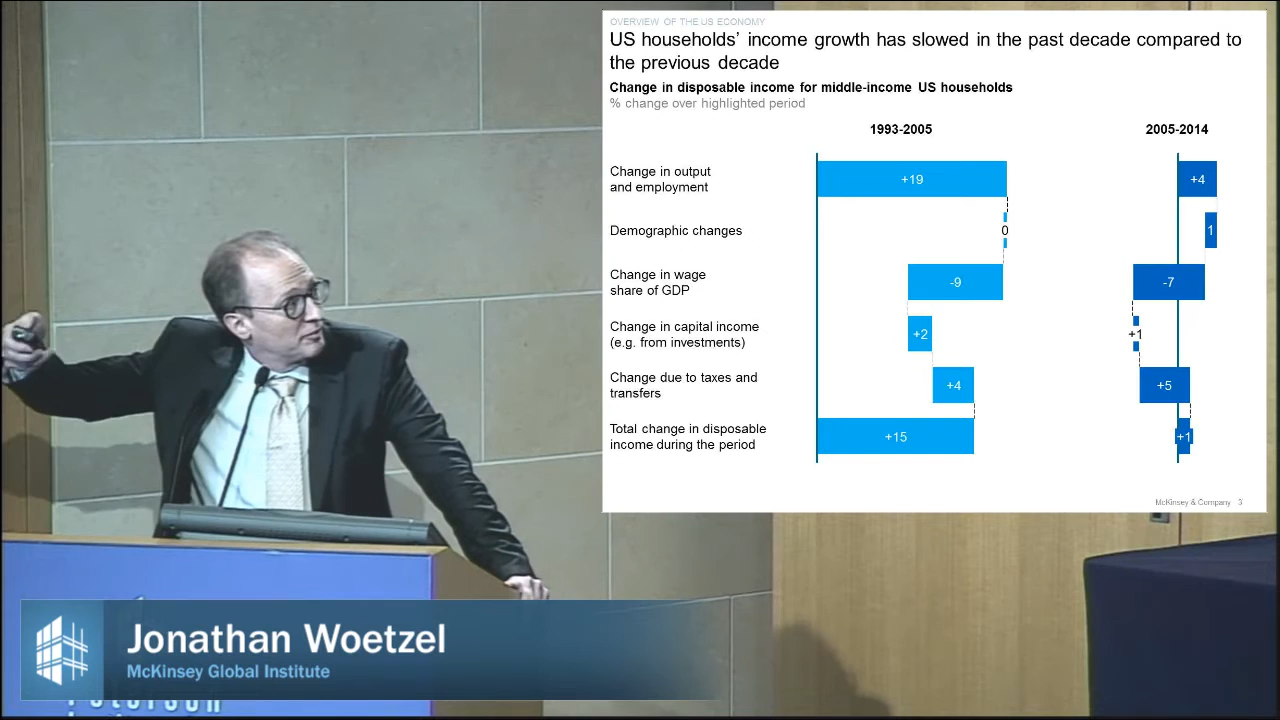 OVERVIEW OF THE US ECONOMY
US households' income growth has slowed in the past decade compared to
the previous decade
Change in disposable income for middle-income US households
% change over highlighted period
1993-2005
2005-2014
Change in output
and employment
+19
+4
Demographic changes
0
1
Change in wage
share of GDP
-9
-7
Change in capital income
(e.g. from investments)
+2
+1
Change due to taxes and
transfers
+4
+5
Total change in disposable
income during the period
+15
+1
McKinsey & Company 3
Jonathan Woetzel
McKinsey Global Institute
Peterson